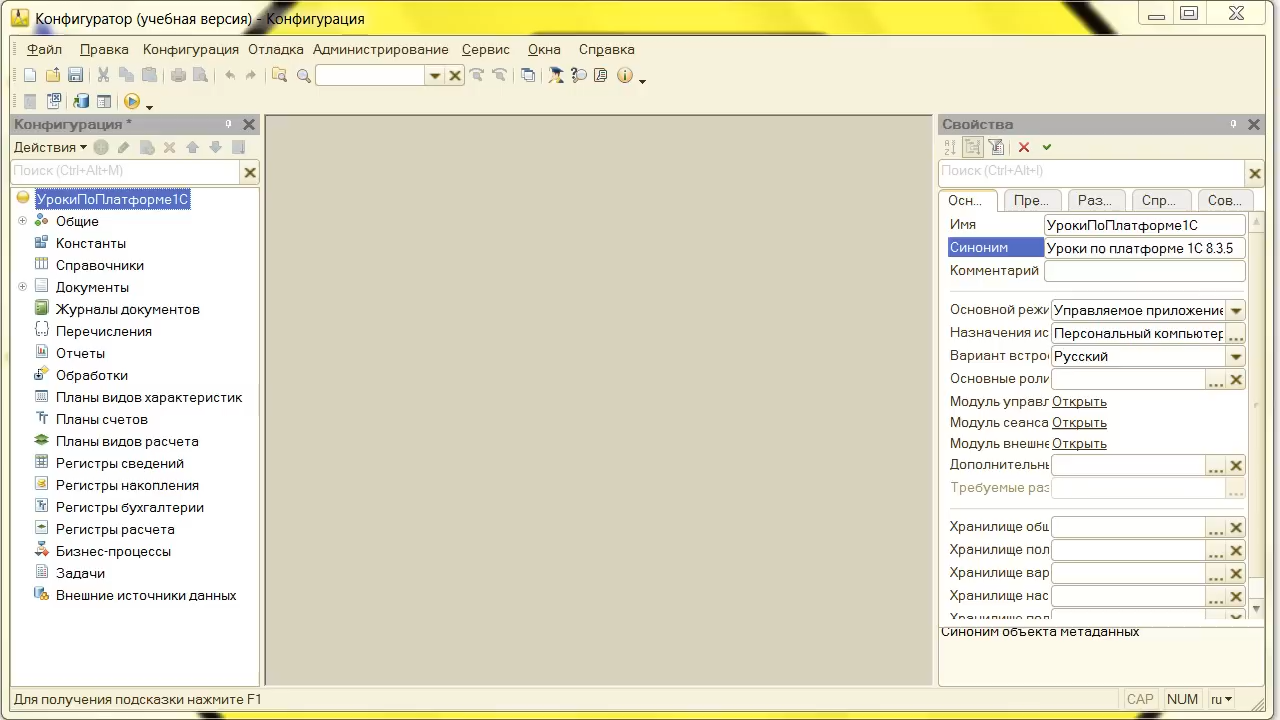 Конфигуратор (учебная версия) - Конфигурация
Файл Правка Конфигурация Отладка Администрирование Сервис Окна Справка
Конфигурация *
Действия
Поиск (Ctrl+Alt+M)
УрокиПоПлатформе1С
Общие
Константы
Справочники
Документы
Журналы документов
Перечисления
Отчеты
Обработки
Планы видов характеристик
Планы счетов
Планы видов расчета
Регистры сведений
Регистры накопления
Регистры бухгалтерии
Регистры расчета
Бизнес-процессы
Задачи
Внешние источники данных
Свойства
Поиск (Ctrl+Alt+I)
Осн... Пре... Раз... Спр... Сов...
Имя УрокиПоПлатформе1С
Синоним Уроки по платформе 1С 8.3.5
Комментарий
Основной режи Управляемое приложение
Назначения ис Персональный компьютер
Вариант встро Русский
Основные роли
Модуль управл Открыть
Модуль сеанса Открыть
Модуль внешне Открыть
Дополнительн
Требуемые раз
Хранилище общ
Хранилище пол
Хранилище вар
Хранилище нас
Хранилище пол
Синоним объекта метаданных
Для получения подсказки нажмите F1
CAP NUM ru